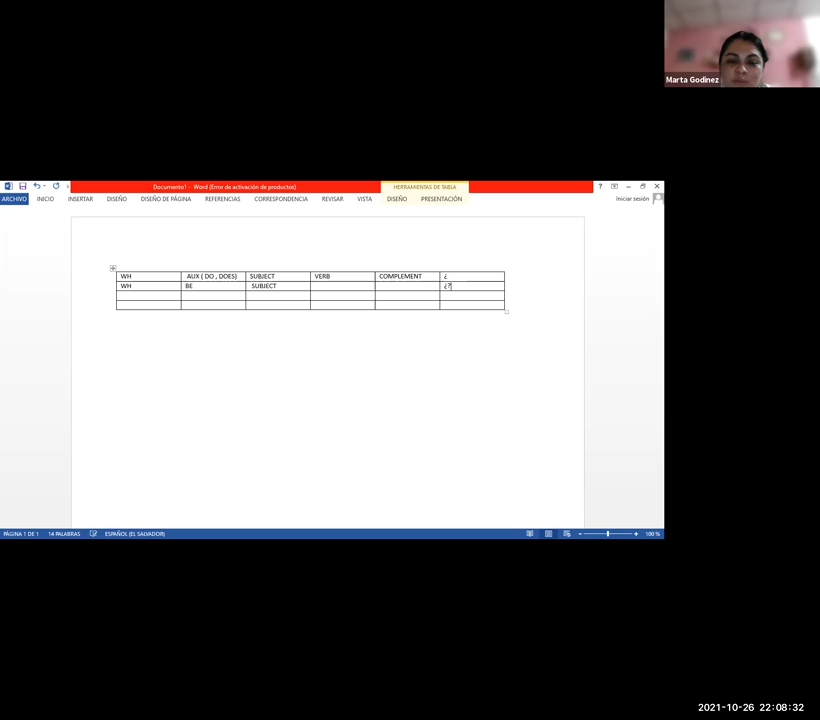 Marta Godinez
Documento1 - Word (Error de activación de productos)
HERRAMIENTAS DE TABLA
?
ARCHIVO INICIO INSERTAR DISEÑO DISEÑO DE PÁGINA REFERENCIAS CORRESPONDENCIA REVISAR VISTA DISEÑO PRESENTACIÓN Iniciar sesión
WH AUX ( DO , DOES) SUBJECT VERB COMPLEMENT ¿
WH BE SUBJECT ¿?
PÁGINA 1 DE 1 14 PALABRAS ESPAÑOL (EL SALVADOR) 100 %
2021-10-26 22:08:32